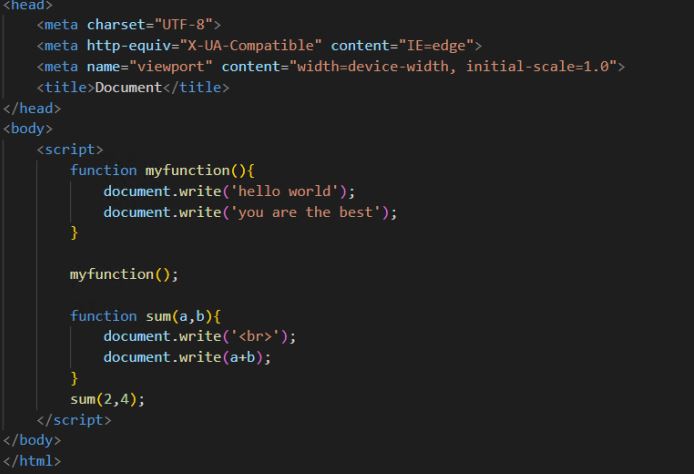 <head>
    <meta charset="UTF-8">
    <meta http-equiv="X-UA-Compatible" content="IE=edge">
    <meta name="viewport" content="width=device-width, initial-scale=1.0">
    <title>Document</title>
</head>
<body>
    <script>
        function myfunction(){
            document.write('hello world');
            document.write('you are the best');
        }

        myfunction();

        function sum(a,b){
            document.write('<br>');
            document.write(a+b);
        }
        sum(2,4);
    </script>
</body>
</html>